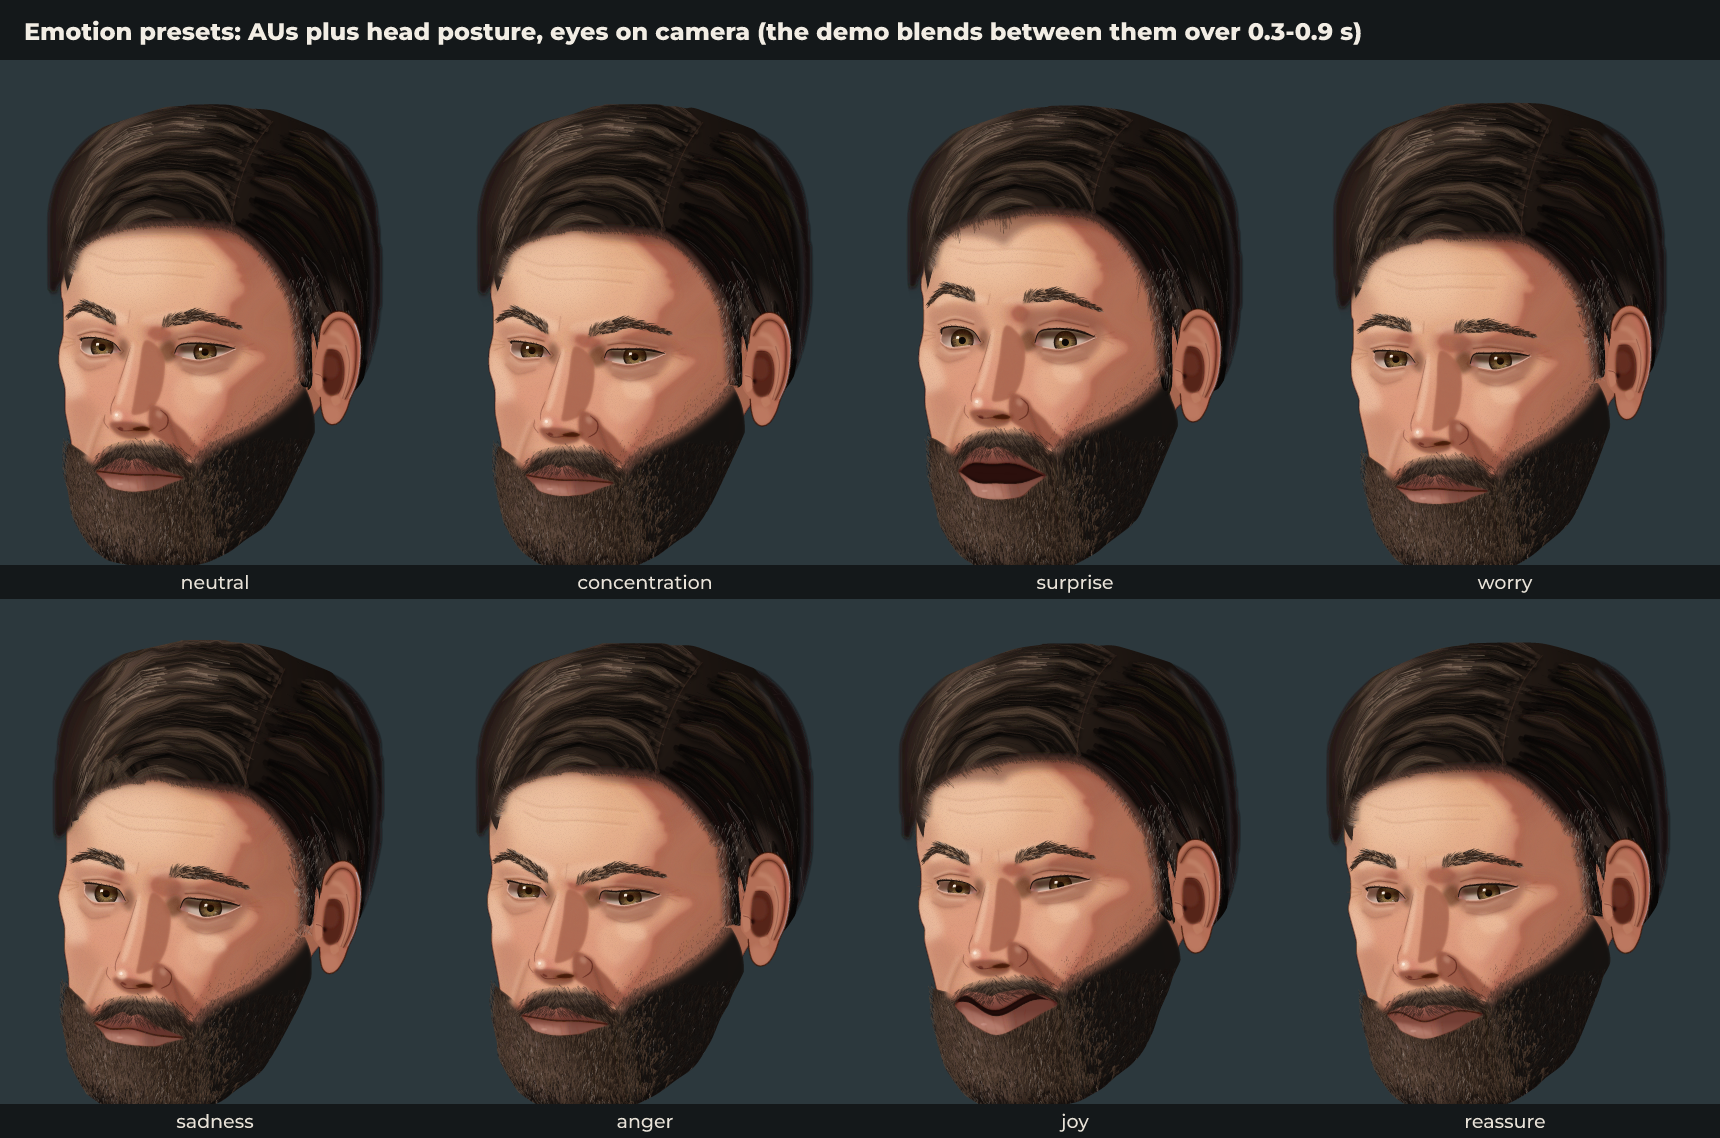 Emotion presets: AUs plus head posture, eyes on camera (the demo blends between them over 0.3-0.9 s)
neutral
concentration
surprise
worry
sadness
anger
joy
reassure